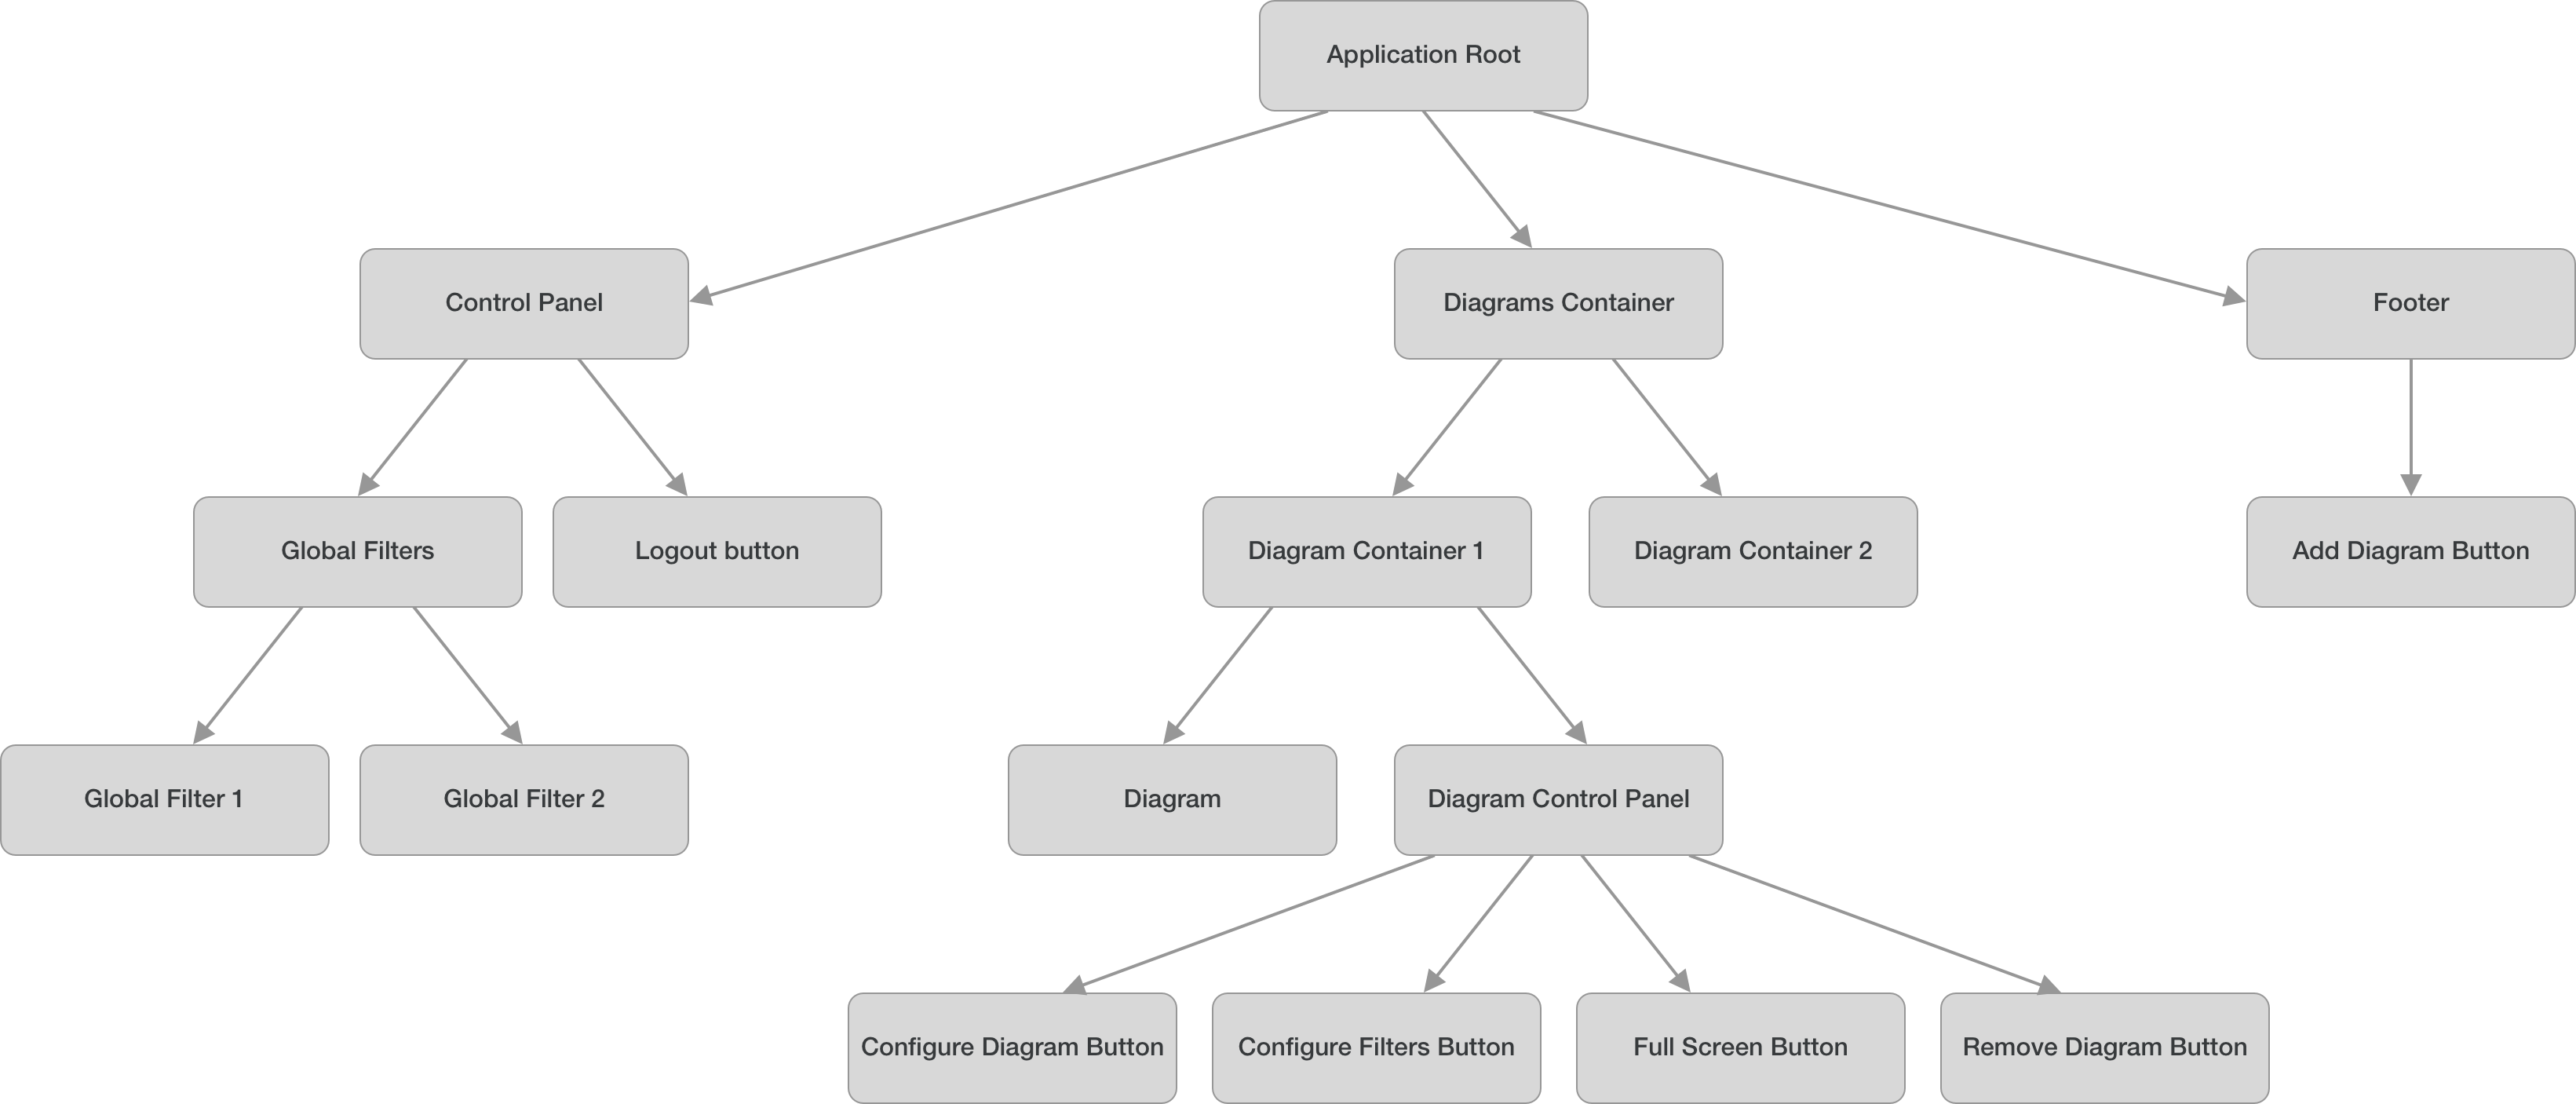 Application Root
Control Panel
Diagrams Container
Footer
Global Filters
Logout button
Diagram Container 1
Diagram Container 2
Add Diagram Button
Global Filter 1
Global Filter 2
Diagram
Diagram Control Panel
Configure Diagram Button
Configure Filters Button
Full Screen Button
Remove Diagram Button